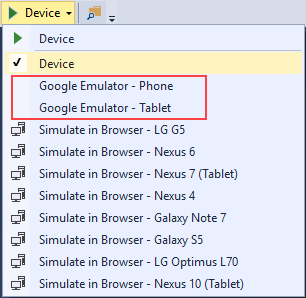 Device
Device
Device
Google Emulator - Phone
Google Emulator - Tablet
Simulate in Browser - LG G5
Simulate in Browser - Nexus 6
Simulate in Browser - Nexus 7 (Tablet)
Simulate in Browser - Nexus 4
Simulate in Browser - Galaxy Note 7
Simulate in Browser - Galaxy S5
Simulate in Browser - LG Optimus L70
Simulate in Browser - Nexus 10 (Tablet)